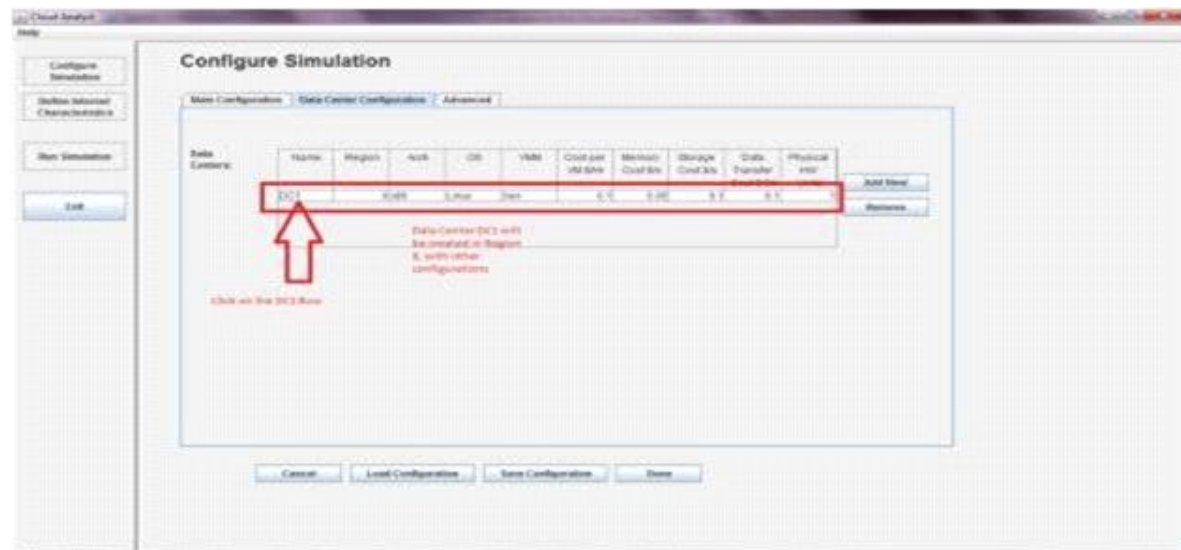 Cloud Analyst
Help
Configure Simulation
Configure
Simulation
Define Internet
Characteristics
Run Simulation
Exit
Main Configuration Data Center Configuration Advanced
Data
Centers:
Name Region Arch OS VMM Cost per Memory Storage Data Physical
VM $/Hr Cost $/s Cost $/s Transfer HW
Add New
DC1 Linux Xen
Remove
Data Center DC1 will
be created in Region
with other
configurations
Click on the DC1 Row
Cancel Load Configuration Save Configuration Done